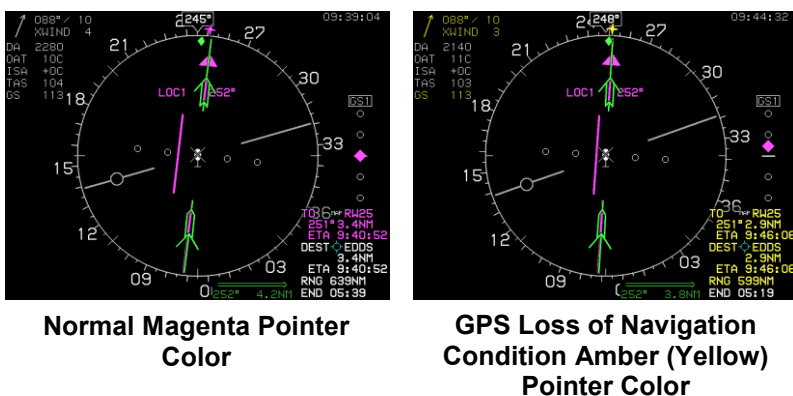 088°/ 10
XWIND 4
DA 2280
OAT 10C
ISA +0C
TAS 104
GS 113
245°
09:39:04
21
27
30
33
18
15
12
09
03
LOC1 252°
GS1
TO MAP RW25
251° 3.4NM
ETA 9:40:52
DEST EDDS
3.4NM
ETA 9:40:52
RNG 639NM
END 05:39
252° 4.2NM
088°/ 10
XWIND 3
DA 2140
OAT 11C
ISA +0C
TAS 103
GS 113
248°
09:44:32
21
27
30
33
36
18
15
12
09
03
LOC1 252°
GS1
TO MAP RW25
251° 2.9NM
ETA 9:46:06
DEST EDDS
2.9NM
ETA 9:46:06
RNG 599NM
END 05:19
252° 3.8NM
Normal Magenta Pointer
Color
GPS Loss of Navigation
Condition Amber (Yellow)
Pointer Color